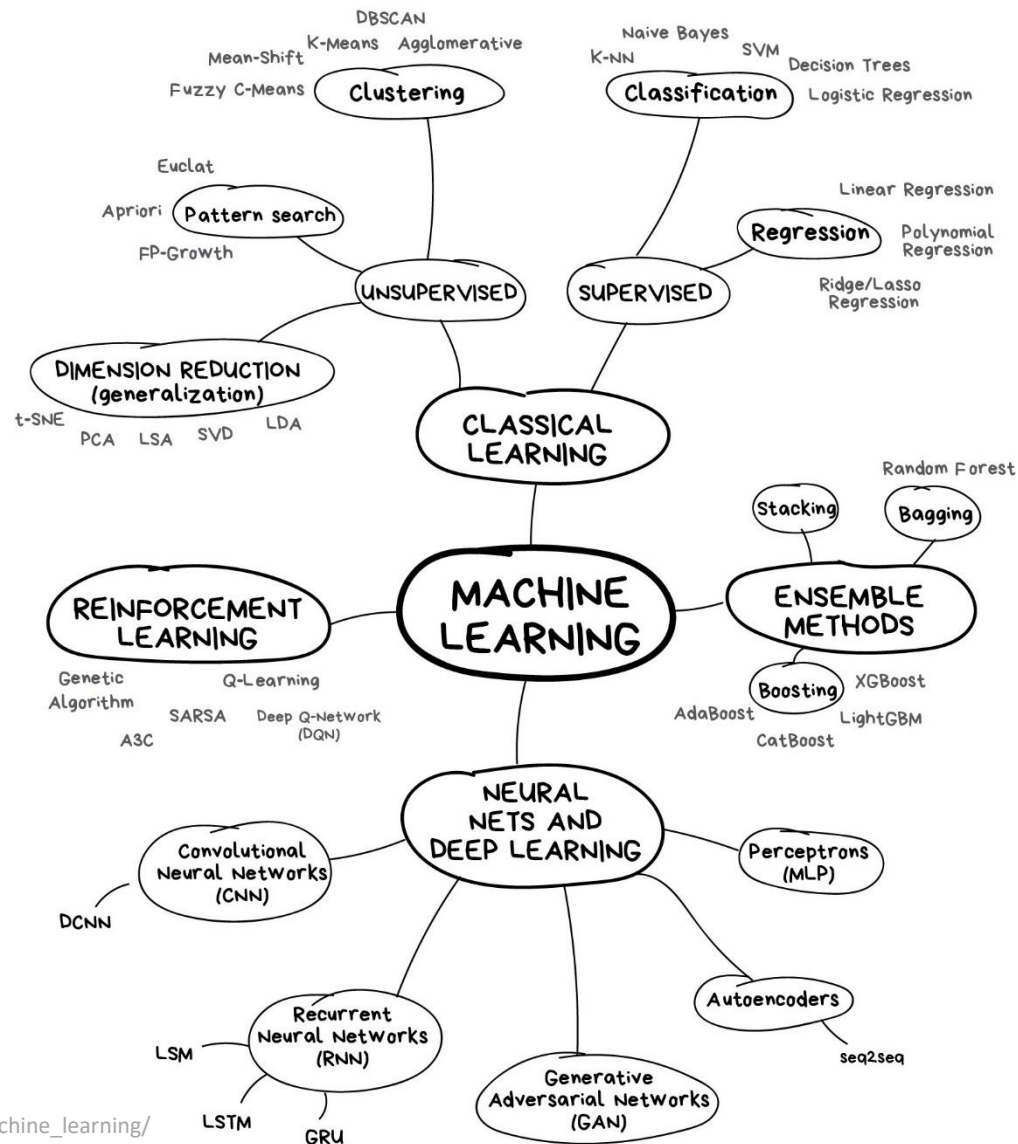 DBSCAN
K-Means
Agglomerative
Mean-Shift
Fuzzy C-Means
Clustering
Naive Bayes
K-NN
SVM
Decision Trees
Logistic Regression
Classification
Euclat
Apriori
Pattern search
FP-Growth
Linear Regression
Regression
Polynomial
Regression
Ridge/Lasso
Regression
UNSUPERVISED
SUPERVISED
DIMENSION REDUCTION
(generalization)
t-SNE
PCA
LSA
SVD
LDA
CLASSICAL
LEARNING
Random Forest
Stacking
Bagging
MACHINE
LEARNING
ENSEMBLE
METHODS
REINFORCEMENT
LEARNING
Genetic
Algorithm
Q-Learning
SARSA
Deep Q-Network
(DQN)
A3C
Boosting
XGBoost
AdaBoost
LightGBM
CatBoost
NEURAL
NETS AND
DEEP LEARNING
Convolutional
Neural Networks
(CNN)
DCNN
Perceptrons
(MLP)
Autoencoders
seq2seq
Recurrent
Neural Networks
(RNN)
LSM
LSTM
GRU
Generative
Adversarial Networks
(GAN)
chine_learning/